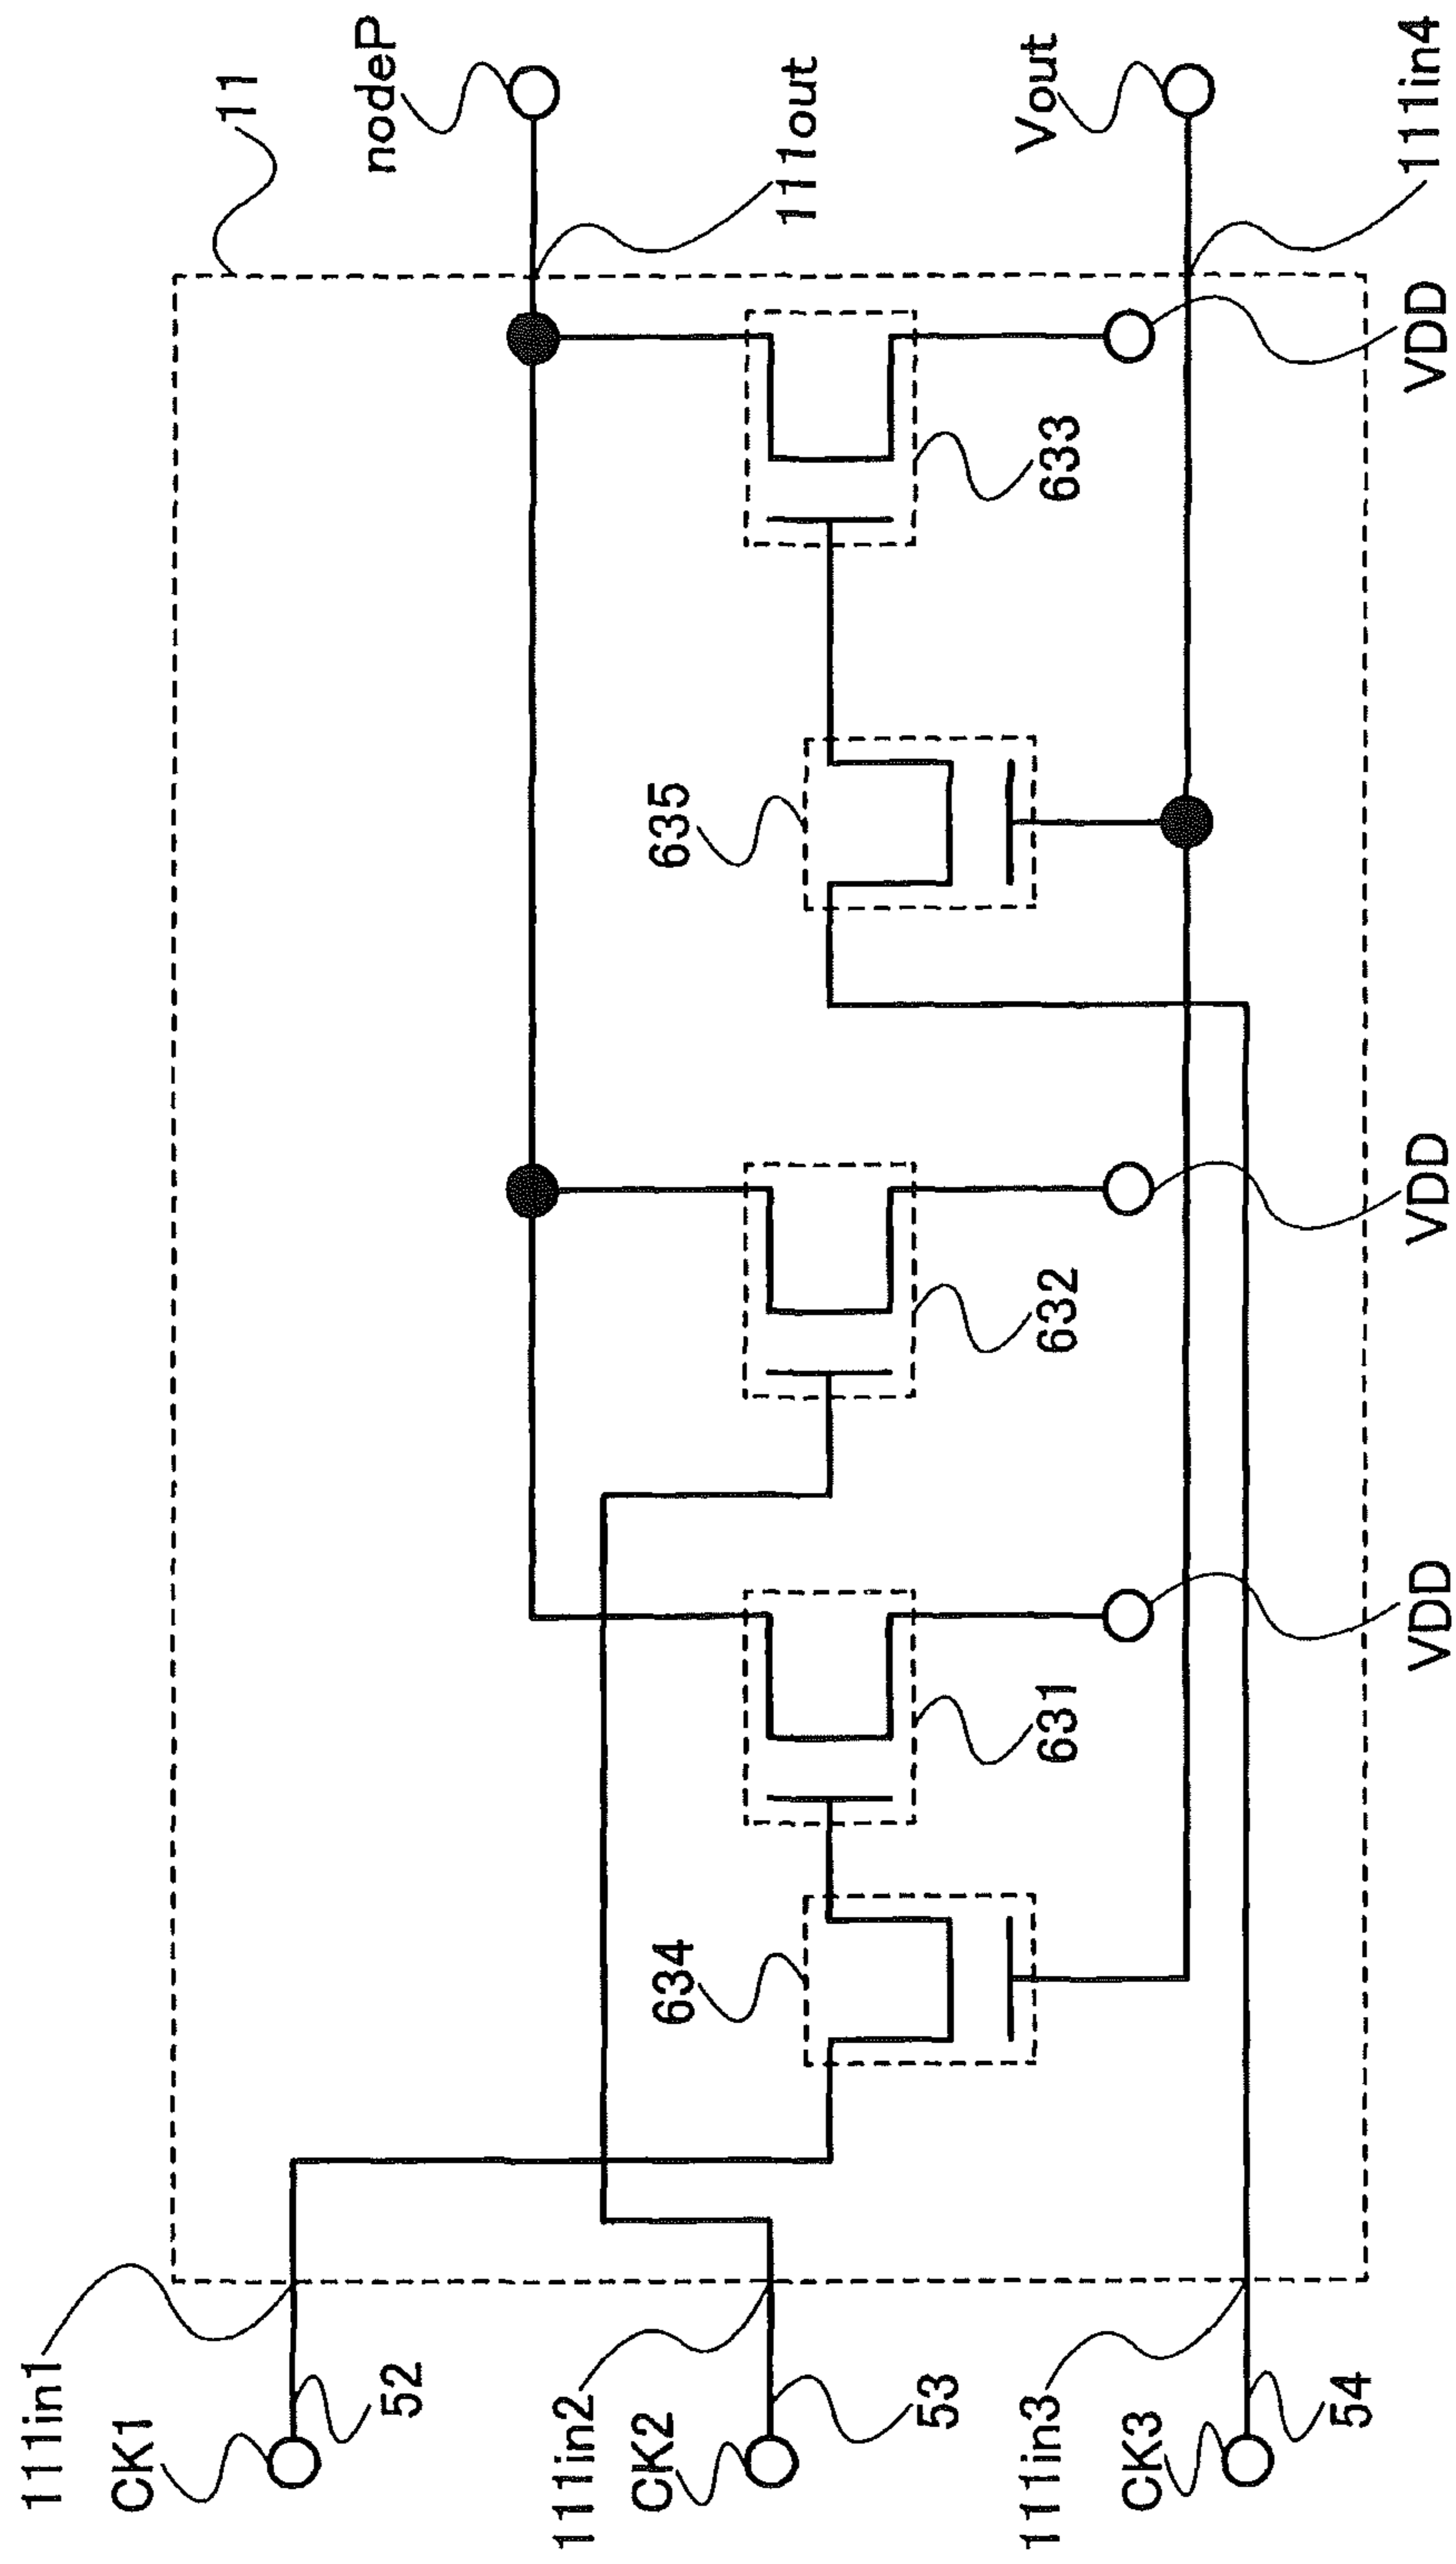 11
nodeP
111out
Vout
111in4
VDD
633
635
VDD
632
VDD
631
634
111in1
CK1
52
111in2
CK2
53
111in3
CK3
54